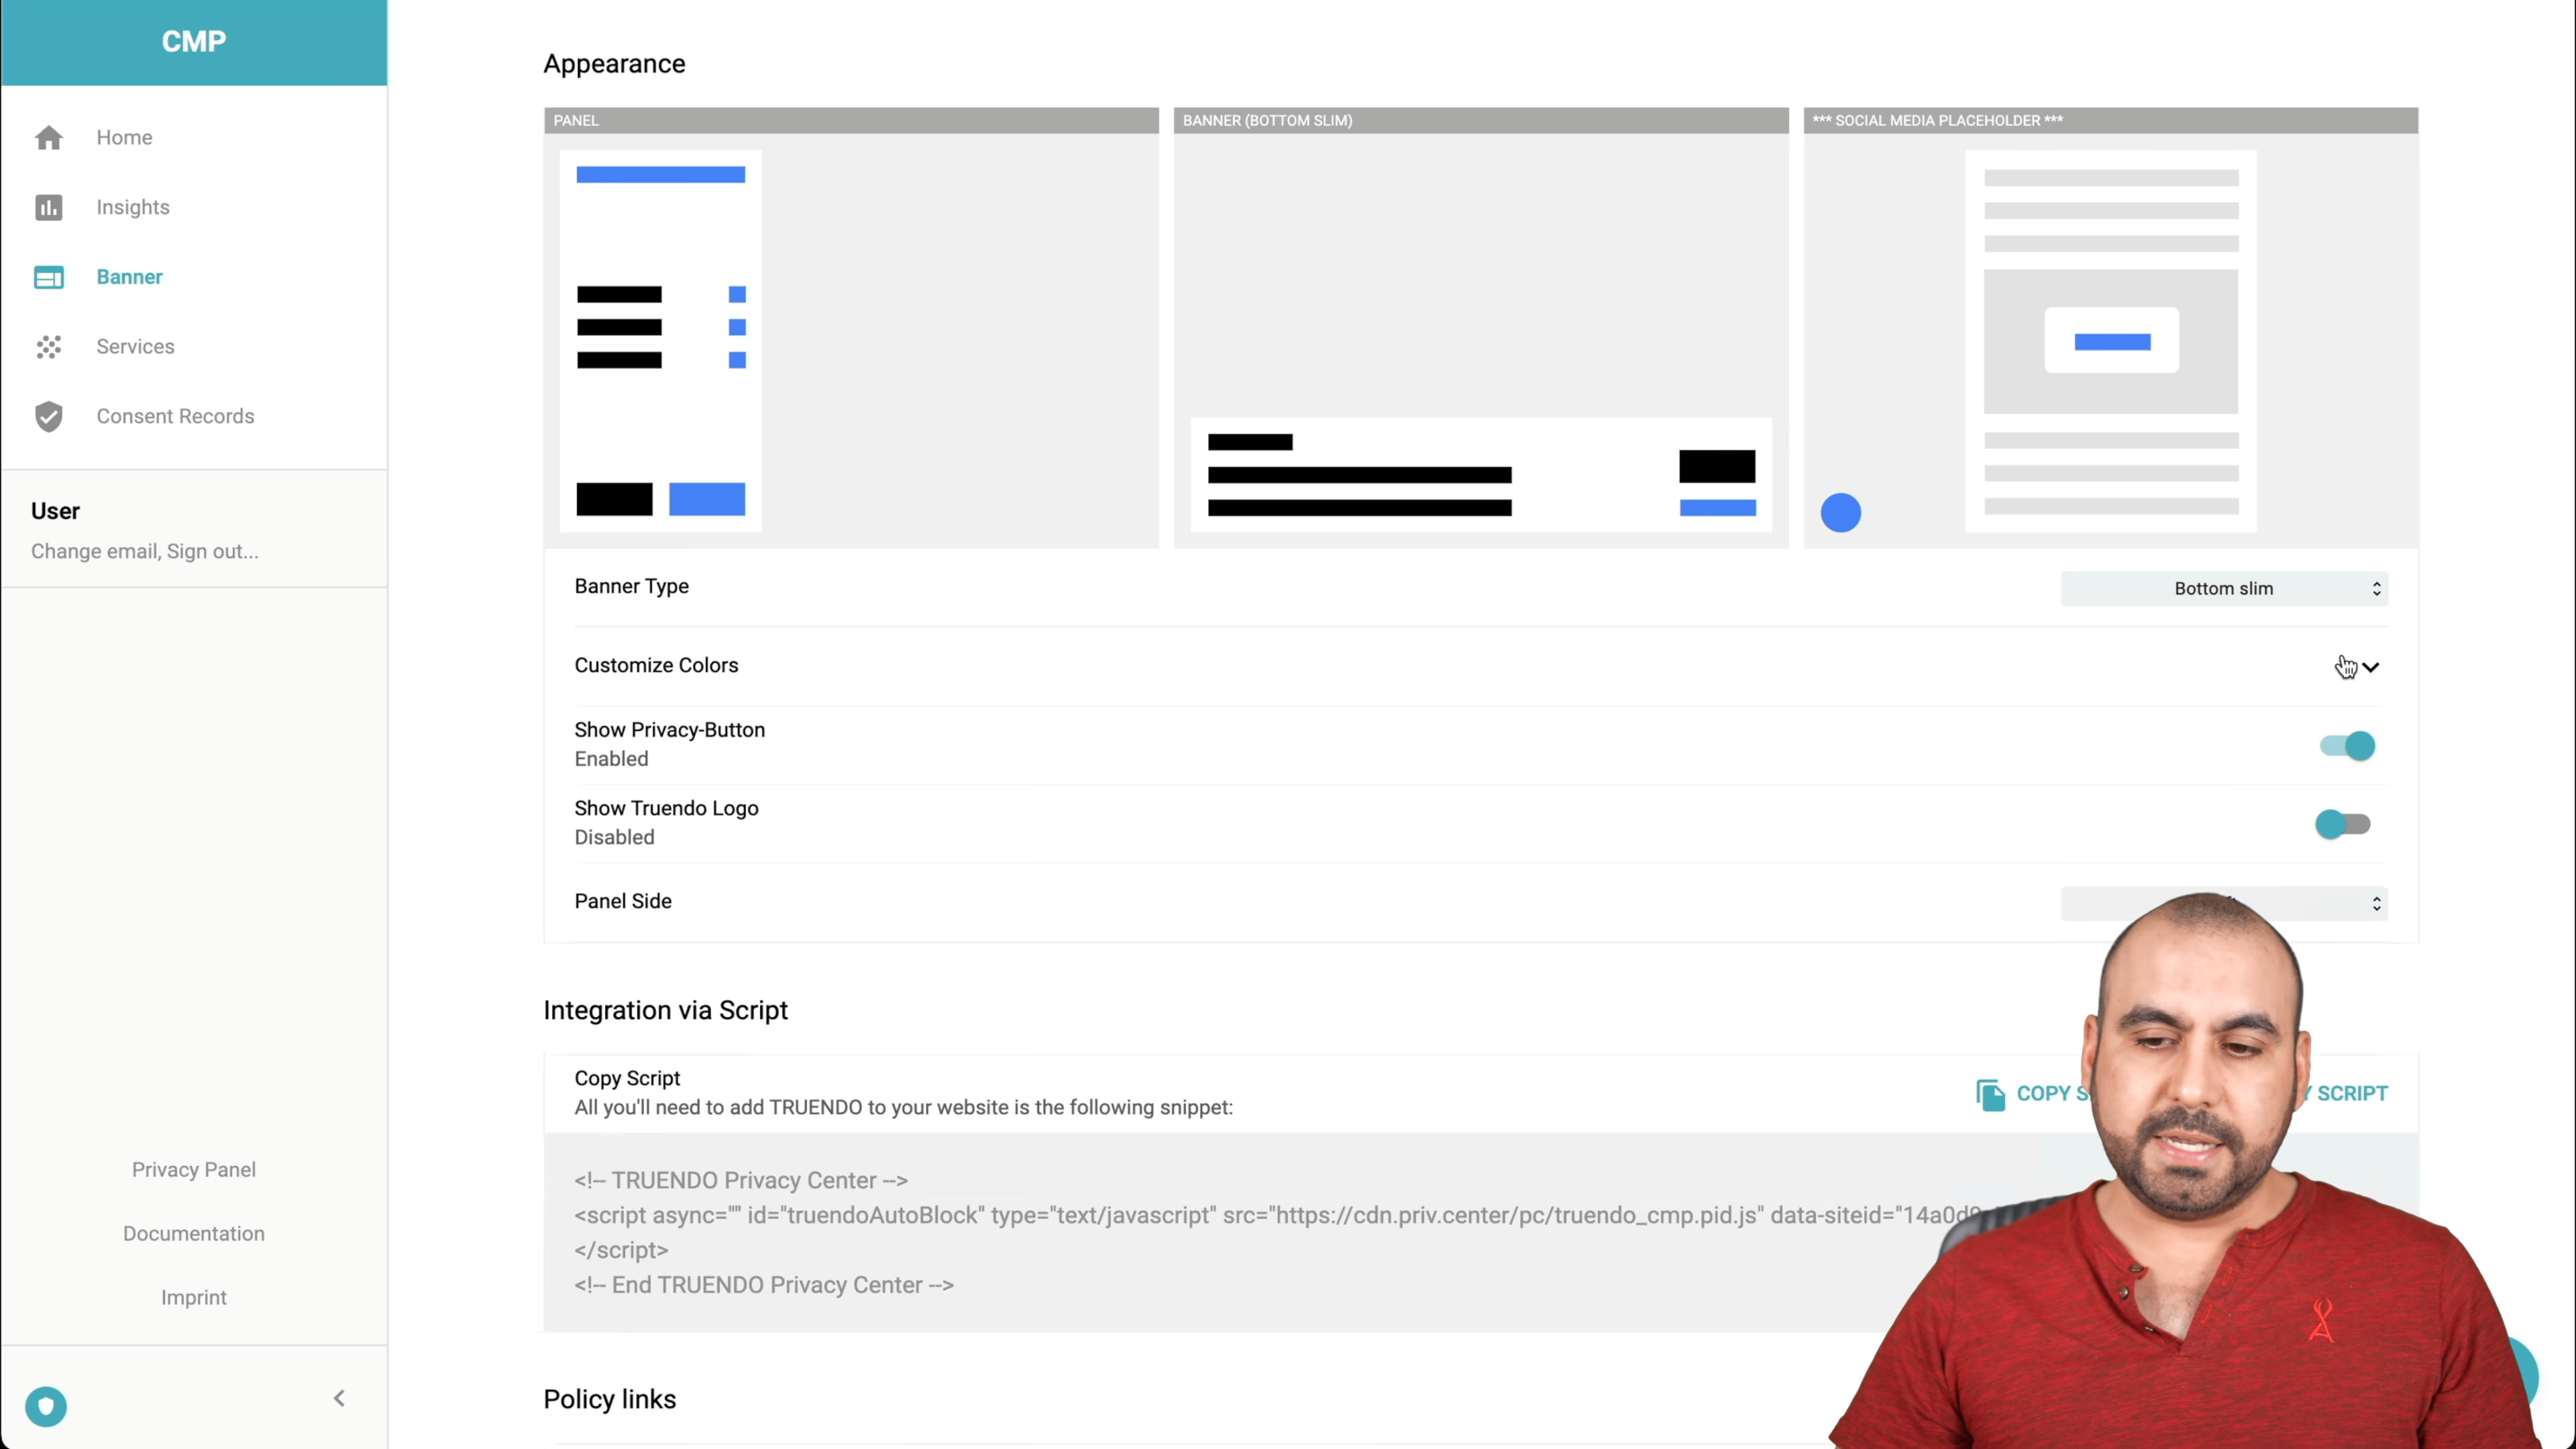 CMP
Home
Insights
Banner
Services
Consent Records
User
Change email, Sign out...
Privacy Panel
Documentation
Imprint
Appearance
PANEL
BANNER (BOTTOM SLIM)
*** SOCIAL MEDIA PLACEHOLDER ***
Banner Type
Bottom slim
Customize Colors
Show Privacy-Button
Enabled
Show Truendo Logo
Disabled
Panel Side
Integration via Script
Copy Script
All you'll need to add TRUENDO to your website is the following snippet:
COPY SCRIPT
<!-- TRUENDO Privacy Center -->
<script async="" id="truendoAutoBlock" type="text/javascript" src="https://cdn.priv.center/pc/truendo_cmp.pid.js" data-siteid="14a0d9
</script>
<!-- End TRUENDO Privacy Center -->
Policy links